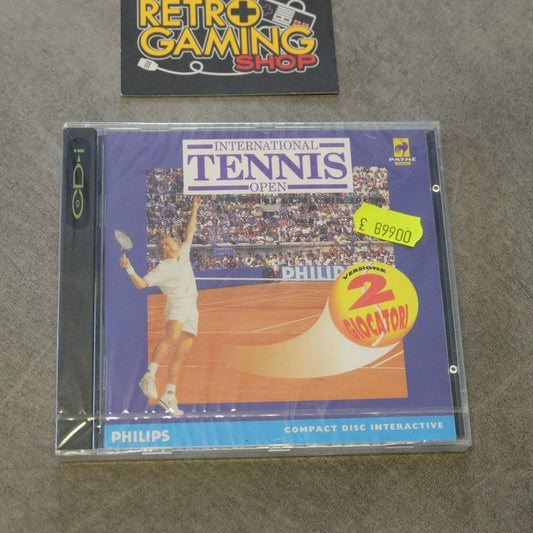 RETRO
GAMING
SHOP
CD-i
INTERNATIONAL
TENNIS
OPEN
PATHE
£ 89900
PHILIPS
VERSIONE
2
GIOCATORI
PHILIPS
COMPACT DISC INTERACTIVE